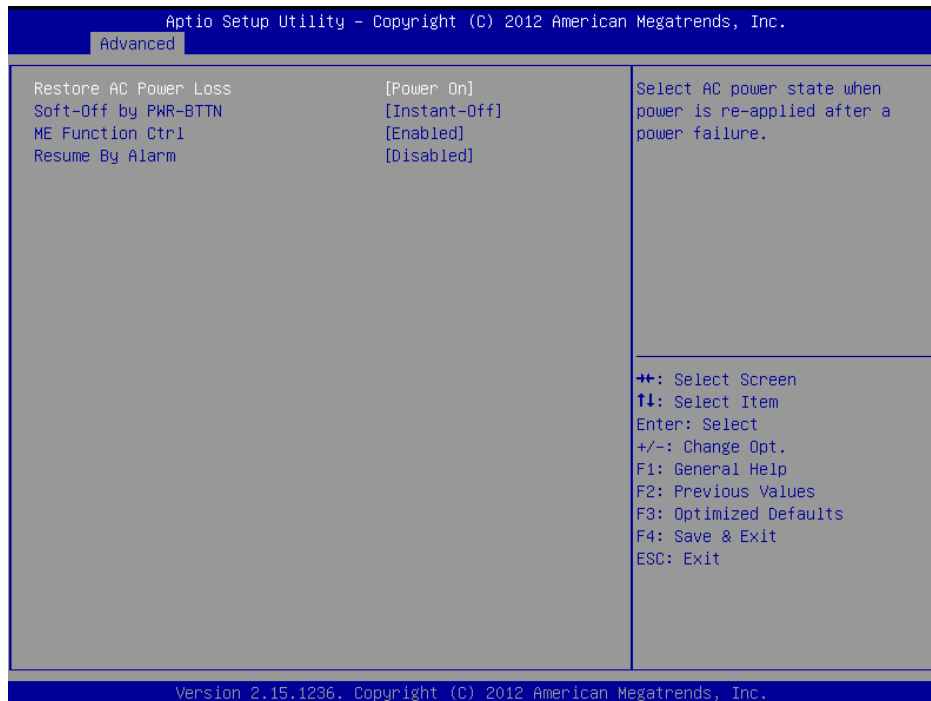 Aptio Setup Utility – Copyright (C) 2012 American Megatrends, Inc.
Advanced
Restore AC Power Loss [Power On]
Soft-Off by PWR-BTTN [Instant-Off]
ME Function Ctrl [Enabled]
Resume By Alarm [Disabled]
Select AC power state when
power is re-applied after a
power failure.
→←: Select Screen
↑↓: Select Item
Enter: Select
+/-: Change Opt.
F1: General Help
F2: Previous Values
F3: Optimized Defaults
F4: Save & Exit
ESC: Exit
Version 2.15.1236. Copyright (C) 2012 American Megatrends, Inc.